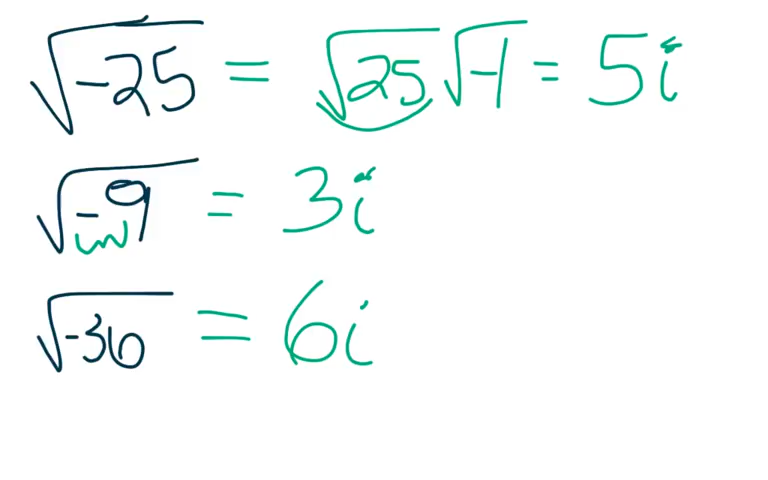 √-25 = √25 √-1 = 5i
√-9 = 3i
√-36 = 6i